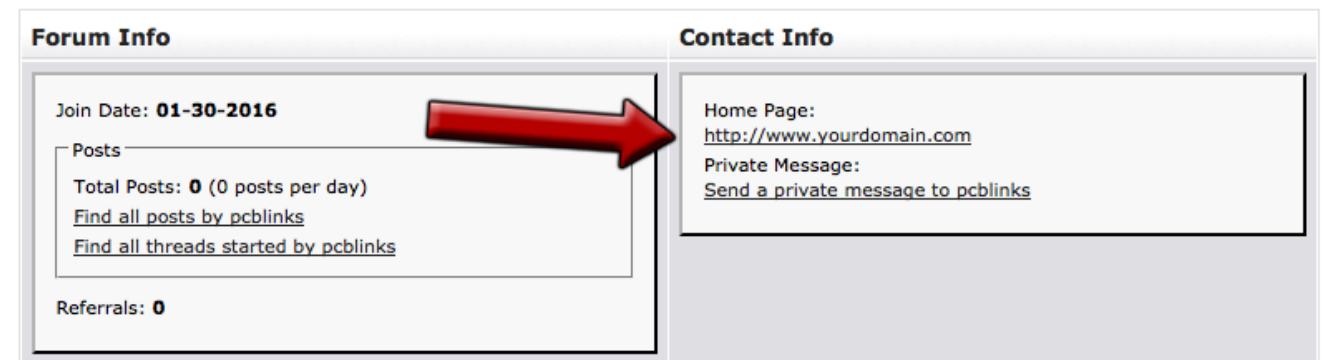 Forum Info
Join Date: 01-30-2016
Posts
Total Posts: 0 (0 posts per day)
Find all posts by pcblinks
Find all threads started by pcblinks
Referrals: 0
Contact Info
Home Page:
http://www.yourdomain.com
Private Message:
Send a private message to pcblinks